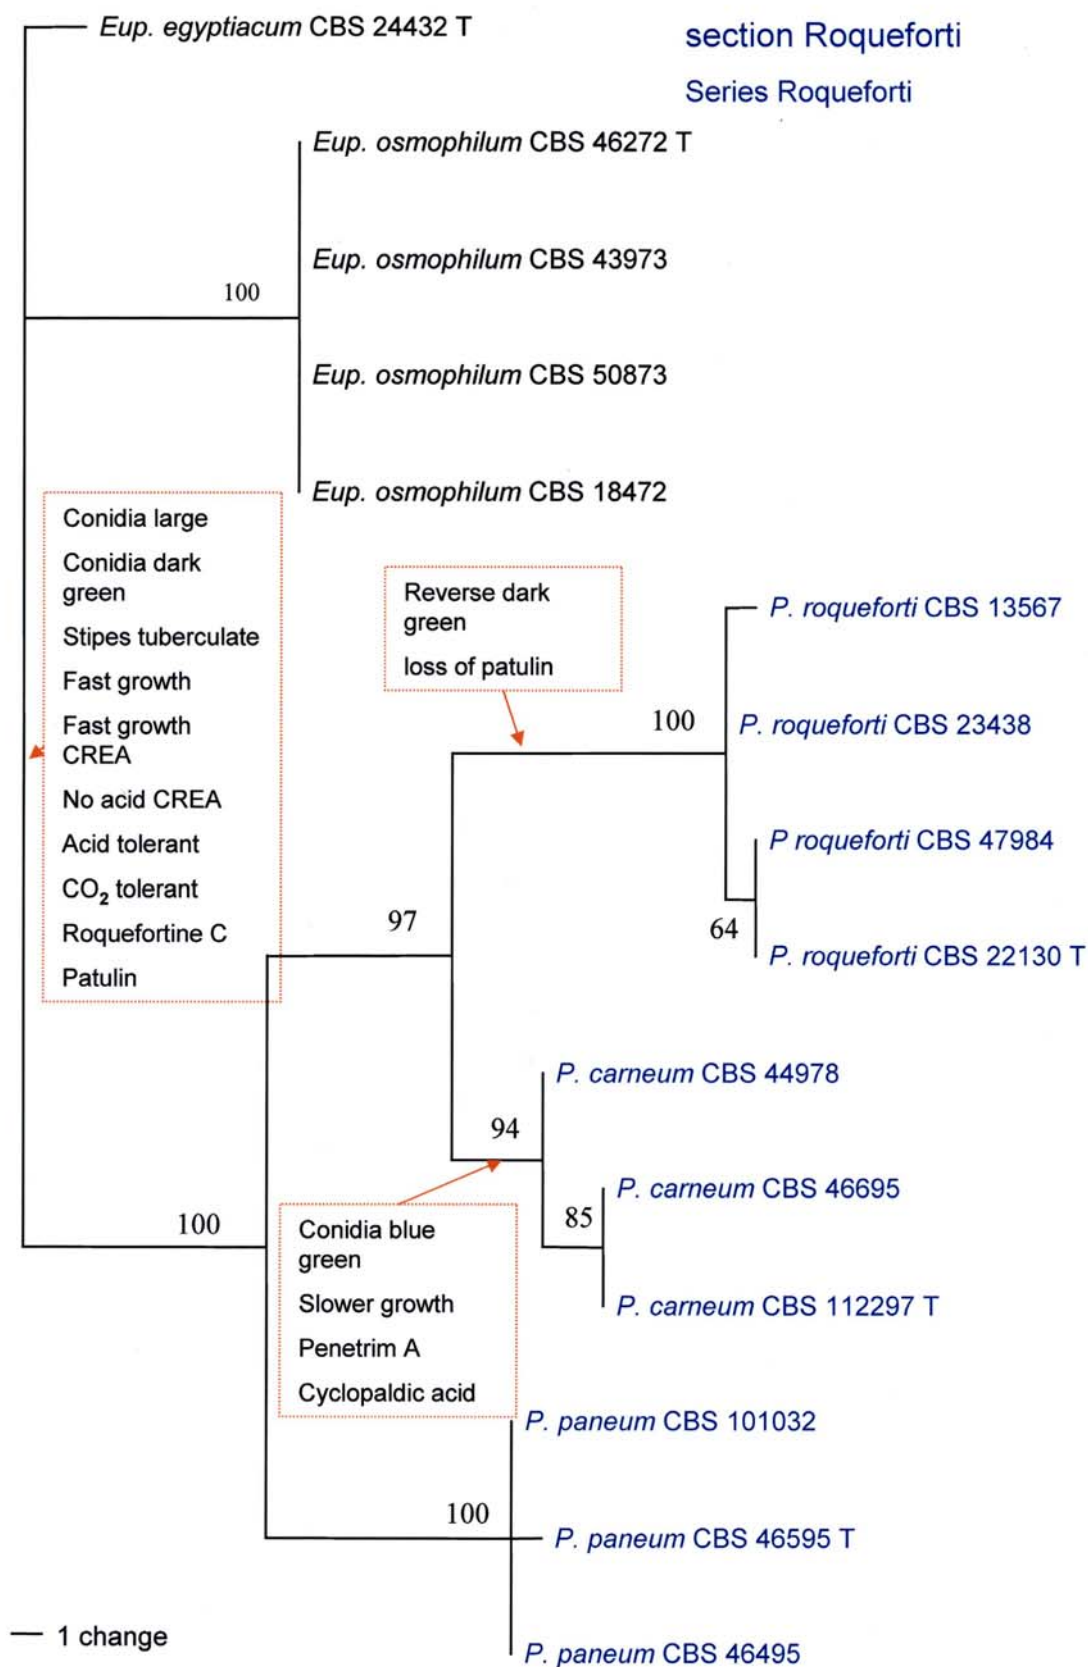 Eup. egyptiacum CBS 24432 T
section Roqueforti
Series Roqueforti
Eup. osmophilum CBS 46272 T
Eup. osmophilum CBS 43973
100
Eup. osmophilum CBS 50873
Eup. osmophilum CBS 18472
Conidia large
Conidia dark
green
Stipes tuberculate
Fast growth
Fast growth
CREA
No acid CREA
Acid tolerant
CO2 tolerant
Roquefortine C
Patulin
Reverse dark
green
loss of patulin
P. roqueforti CBS 13567
100
P. roqueforti CBS 23438
P roqueforti CBS 47984
64
P. roqueforti CBS 22130 T
97
P. carneum CBS 44978
94
P. carneum CBS 46695
85
P. carneum CBS 112297 T
100
Conidia blue
green
Slower growth
Penetrim A
Cyclopaldic acid
P. paneum CBS 101032
100
P. paneum CBS 46595 T
P. paneum CBS 46495
1 change